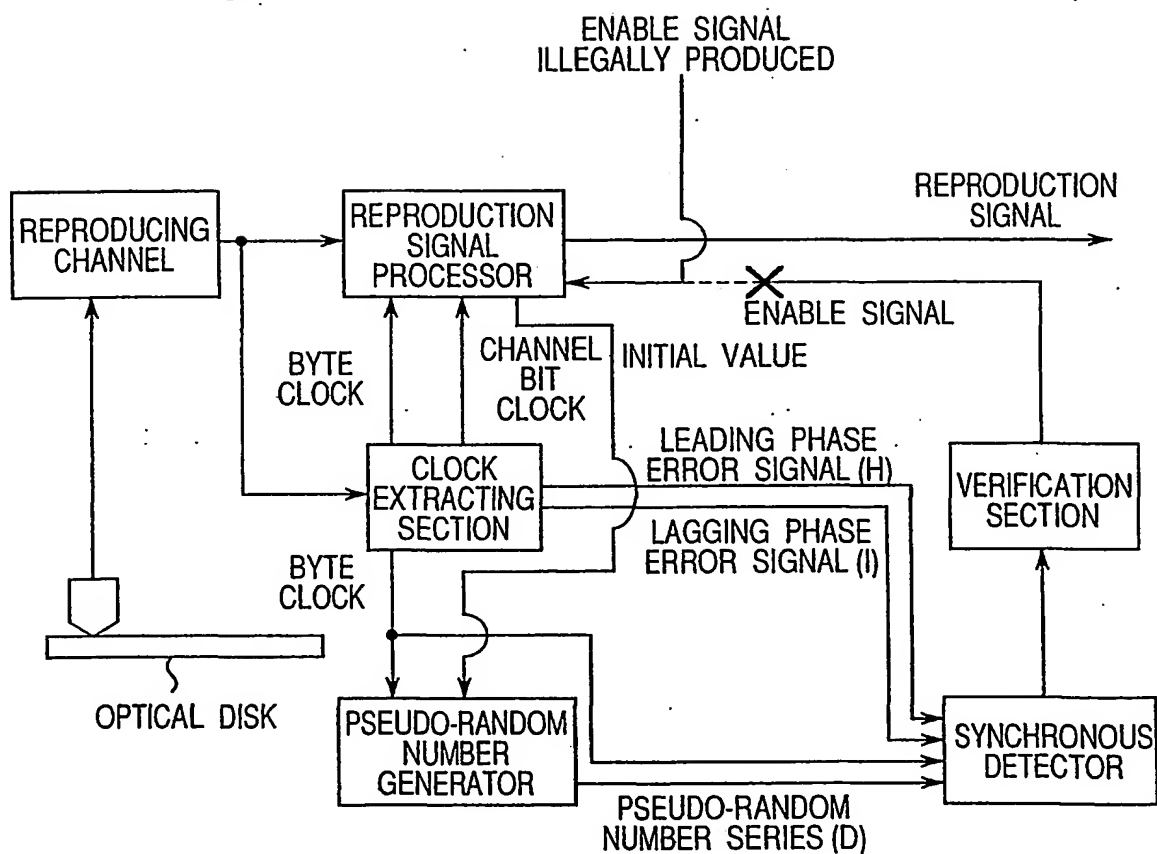 ENABLE SIGNAL
ILLEGALLY PRODUCED
REPRODUCING
CHANNEL
REPRODUCTION
SIGNAL
PROCESSOR
REPRODUCTION
SIGNAL
ENABLE SIGNAL
BYTE
CLOCK
CHANNEL
BIT
CLOCK
INITIAL VALUE
CLOCK
EXTRACTING
SECTION
LEADING PHASE
ERROR SIGNAL (H)
LAGGING PHASE
ERROR SIGNAL (I)
VERIFICATION
SECTION
BYTE
CLOCK
OPTICAL DISK
PSEUDO-RANDOM
NUMBER
GENERATOR
SYNCHRONOUS
DETECTOR
PSEUDO-RANDOM
NUMBER SERIES (D)